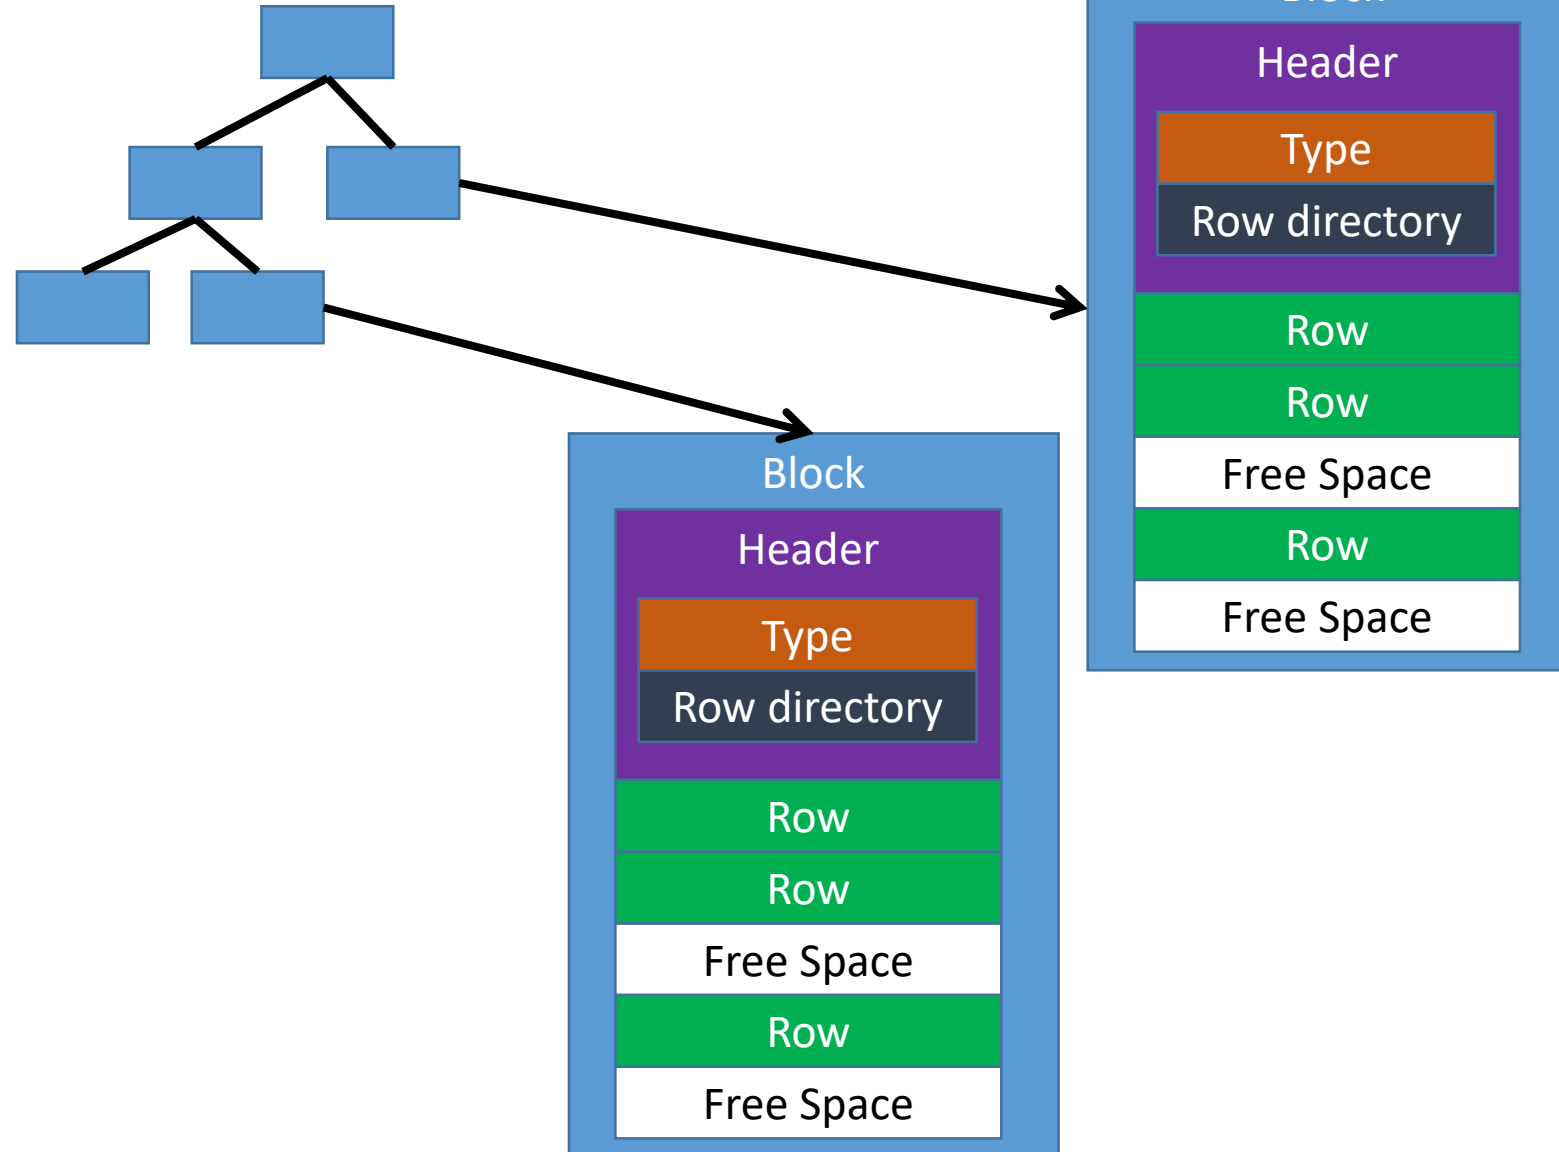 Header
Type
Row directory
Row
Row
Free Space
Row
Free Space
Block
Header
Type
Row directory
Row
Row
Free Space
Row
Free Space